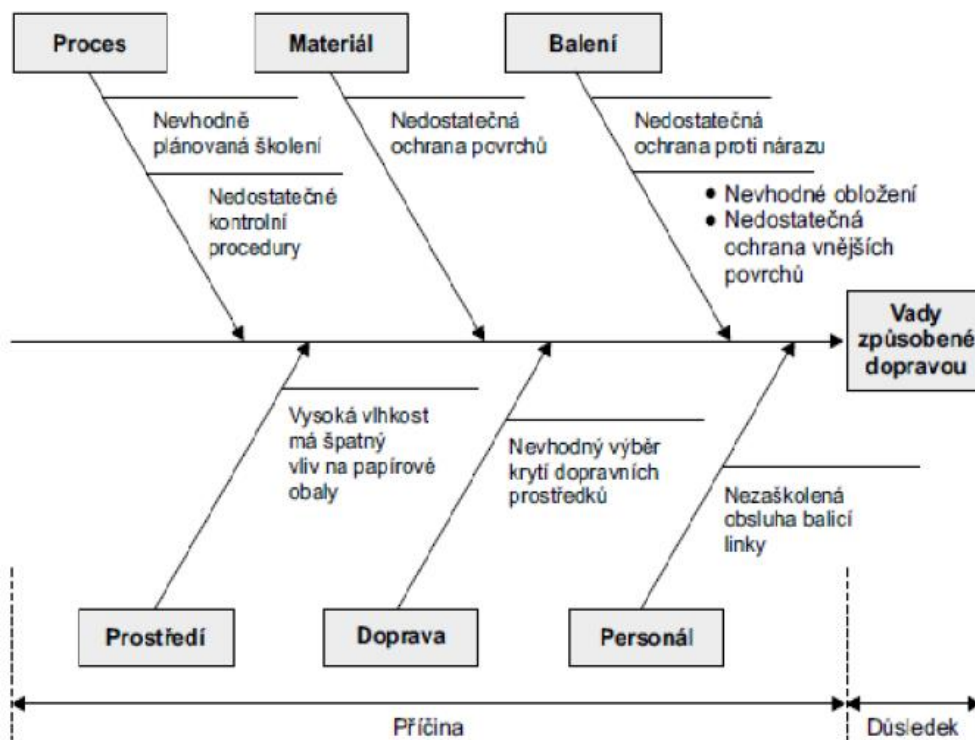 Proces
Materiál
Balení
Nevhodně
plánovaná školení
Nedostatečné
kontrolní
procedury
Nedostatečná
ochrana povrchů
Nedostatečná
ochrana proti nárazu
• Nevhodné obložení
• Nedostatečná
ochrana vnějších
povrchů
Vady
způsobené
dopravou
Vysoká vlhkost
má špatný
vliv na papírové
obaly
Nevhodný výběr
krytí dopravních
prostředků
Nezaškolená
obsluha balicí
linky
Prostředí
Doprava
Personál
Příčina
Důsledek